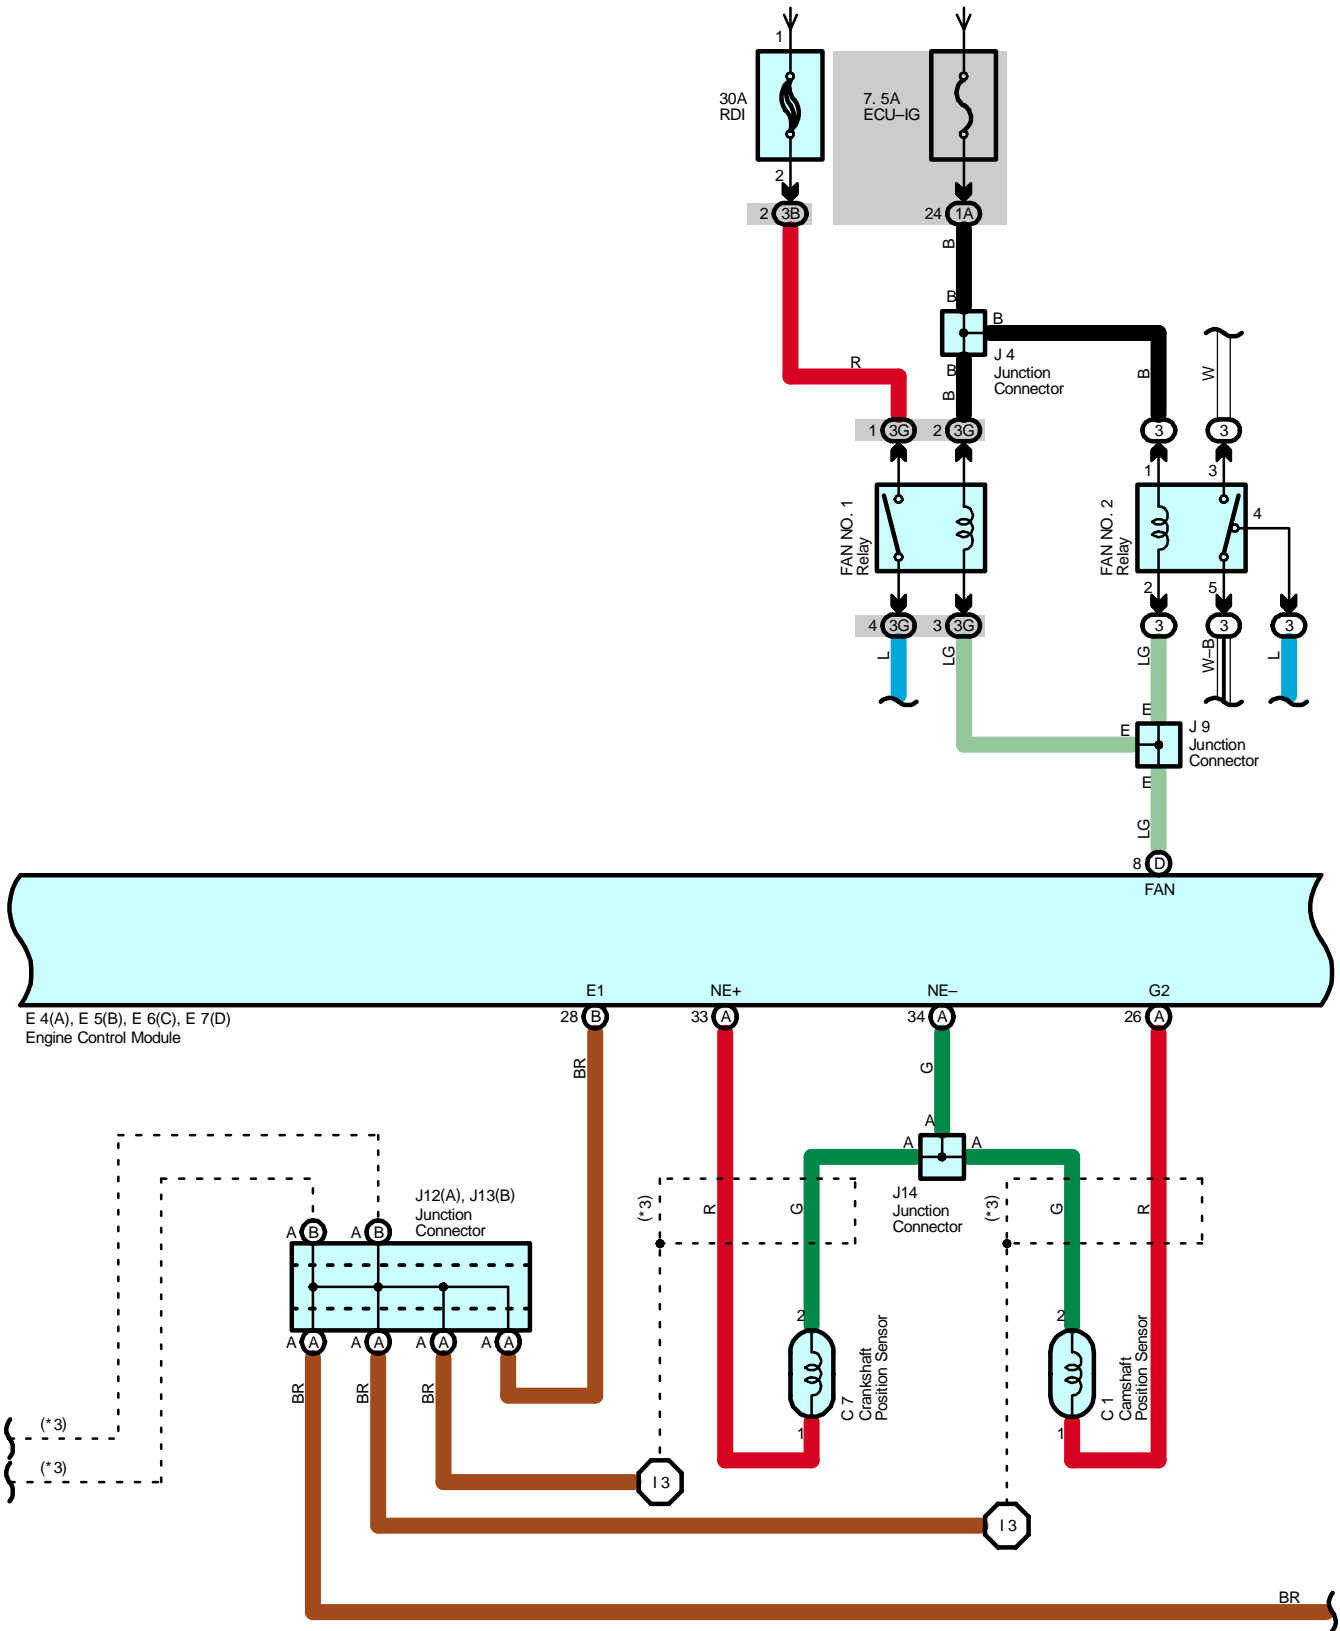 1
30A
RDI
7. 5A
ECU–IG
2
2 3B
24 1A
B
B
B
J 4
Junction
Connector
B
B
R
B
W
1 3G
2 3G
3
3
1
3
FAN NO. 1
Relay
FAN NO. 2
Relay
4
2
5
4 3G
3 3G
3
3
3
L
LG
LG
W–B
L
E
E
J 9
Junction
Connector
E
LG
8 D
FAN
E1
NE+
NE–
G2
28 B
33 A
34 A
26 A
E 4(A), E 5(B), E 6(C), E 7(D)
Engine Control Module
BR
G
A
A
A
J14
Junction
Connector
J12(A), J13(B)
Junction
Connector
(*3)
R
G
(*3)
G
R
A B
A B
A A
A A
A A
A A
2
2
C 7
Crankshaft
Position Sensor
C 1
Camshaft
Position Sensor
1
1
BR
BR
BR
(*3)
(*3)
I 3
I 3
BR